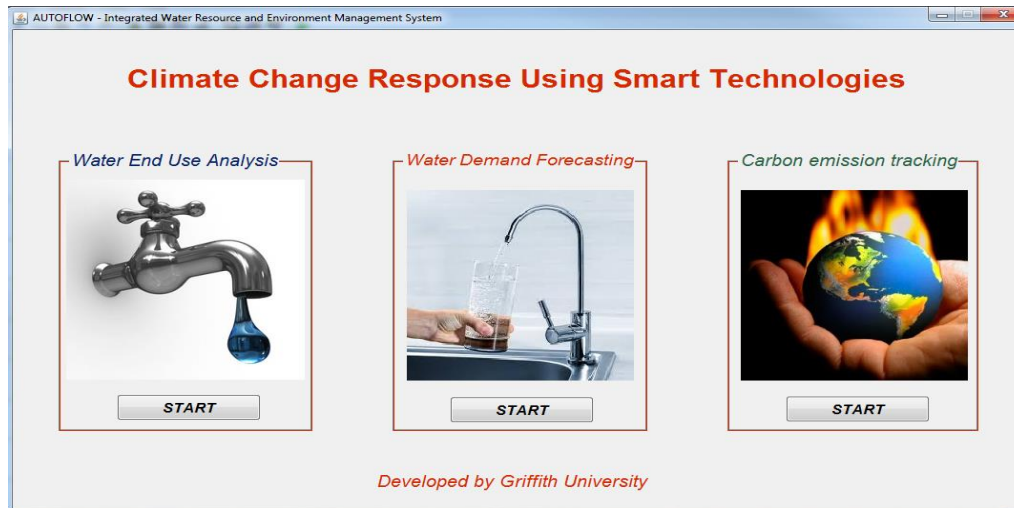 AUTOFLOW - Integrated Water Resource and Environment Management System
Climate Change Response Using Smart Technologies
Water End Use Analysis
Water Demand Forecasting
Carbon emission tracking
START
START
START
Developed by Griffith University